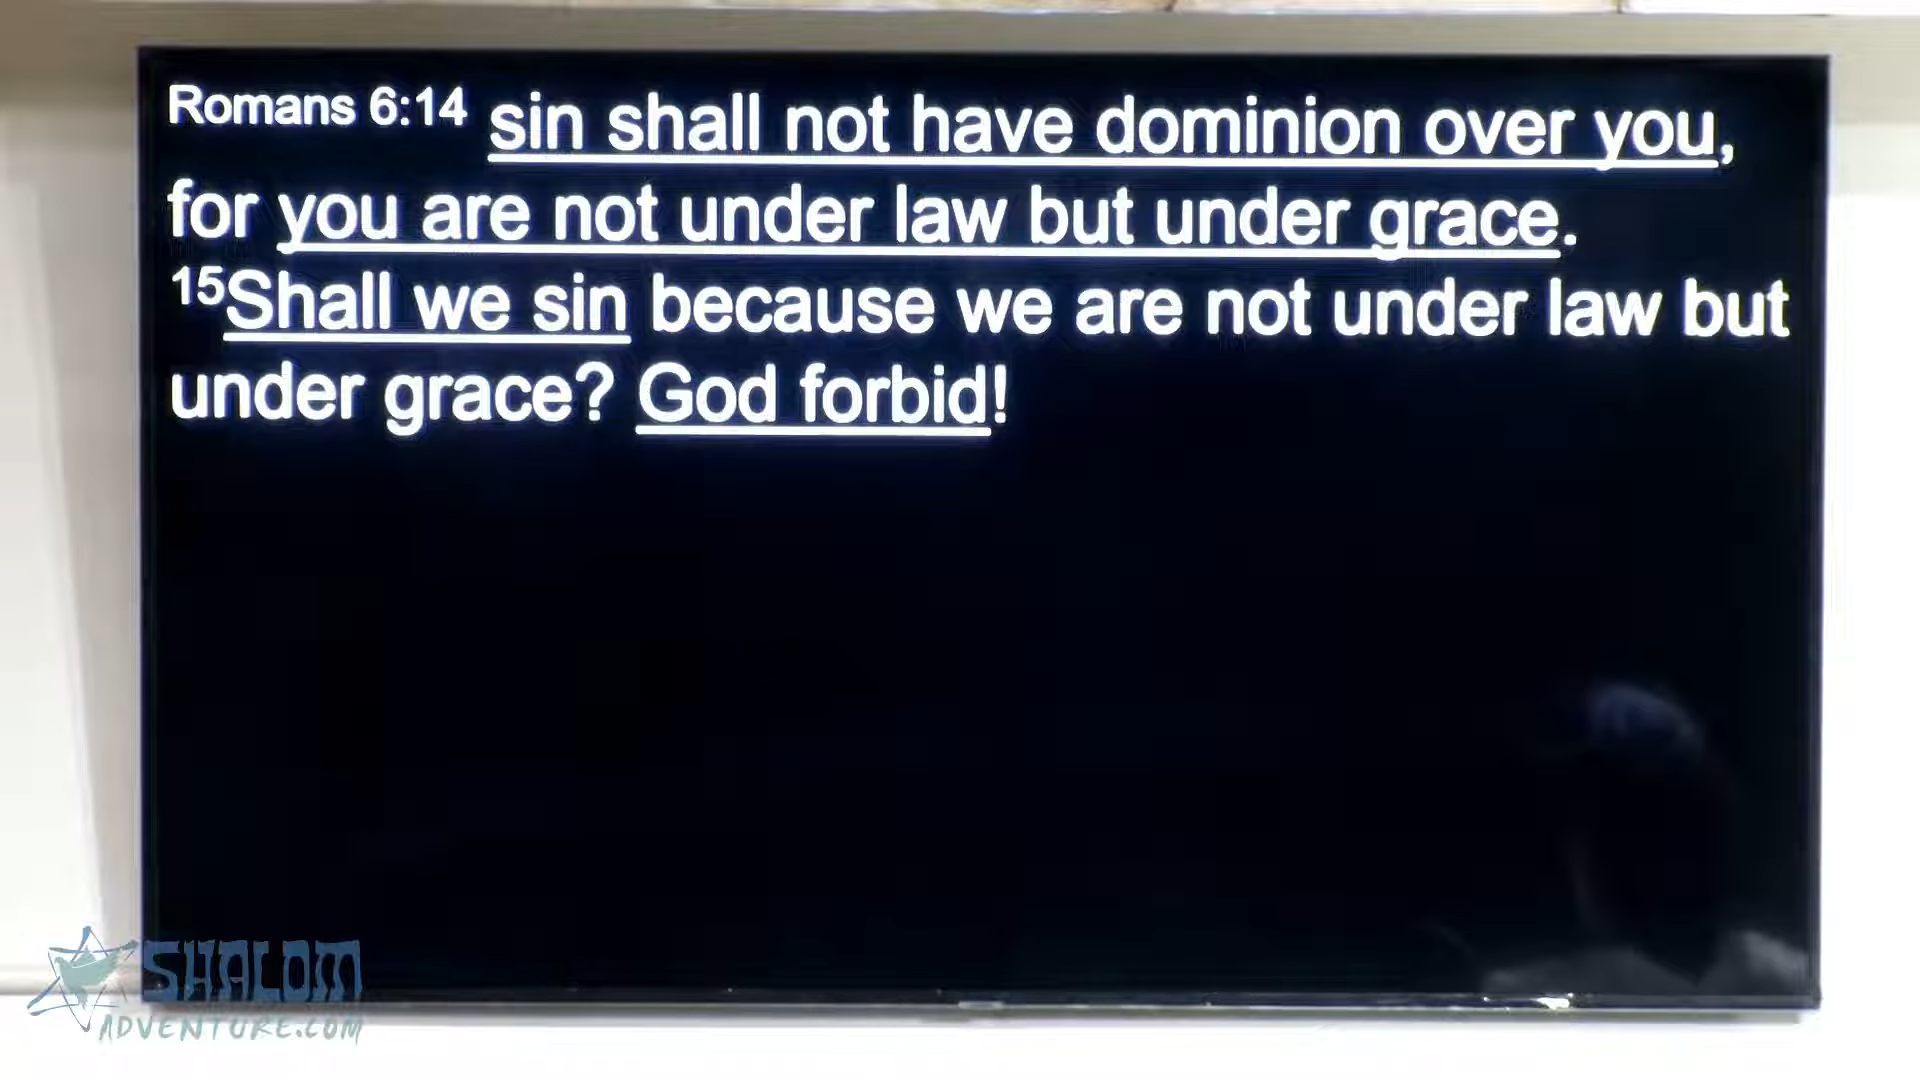 Romans 6:14 sin shall not have dominion over you,
for you are not under law but under grace.
15Shall we sin because we are not under law but
under grace? God forbid!
SHALOM
ADVENTURE.COM